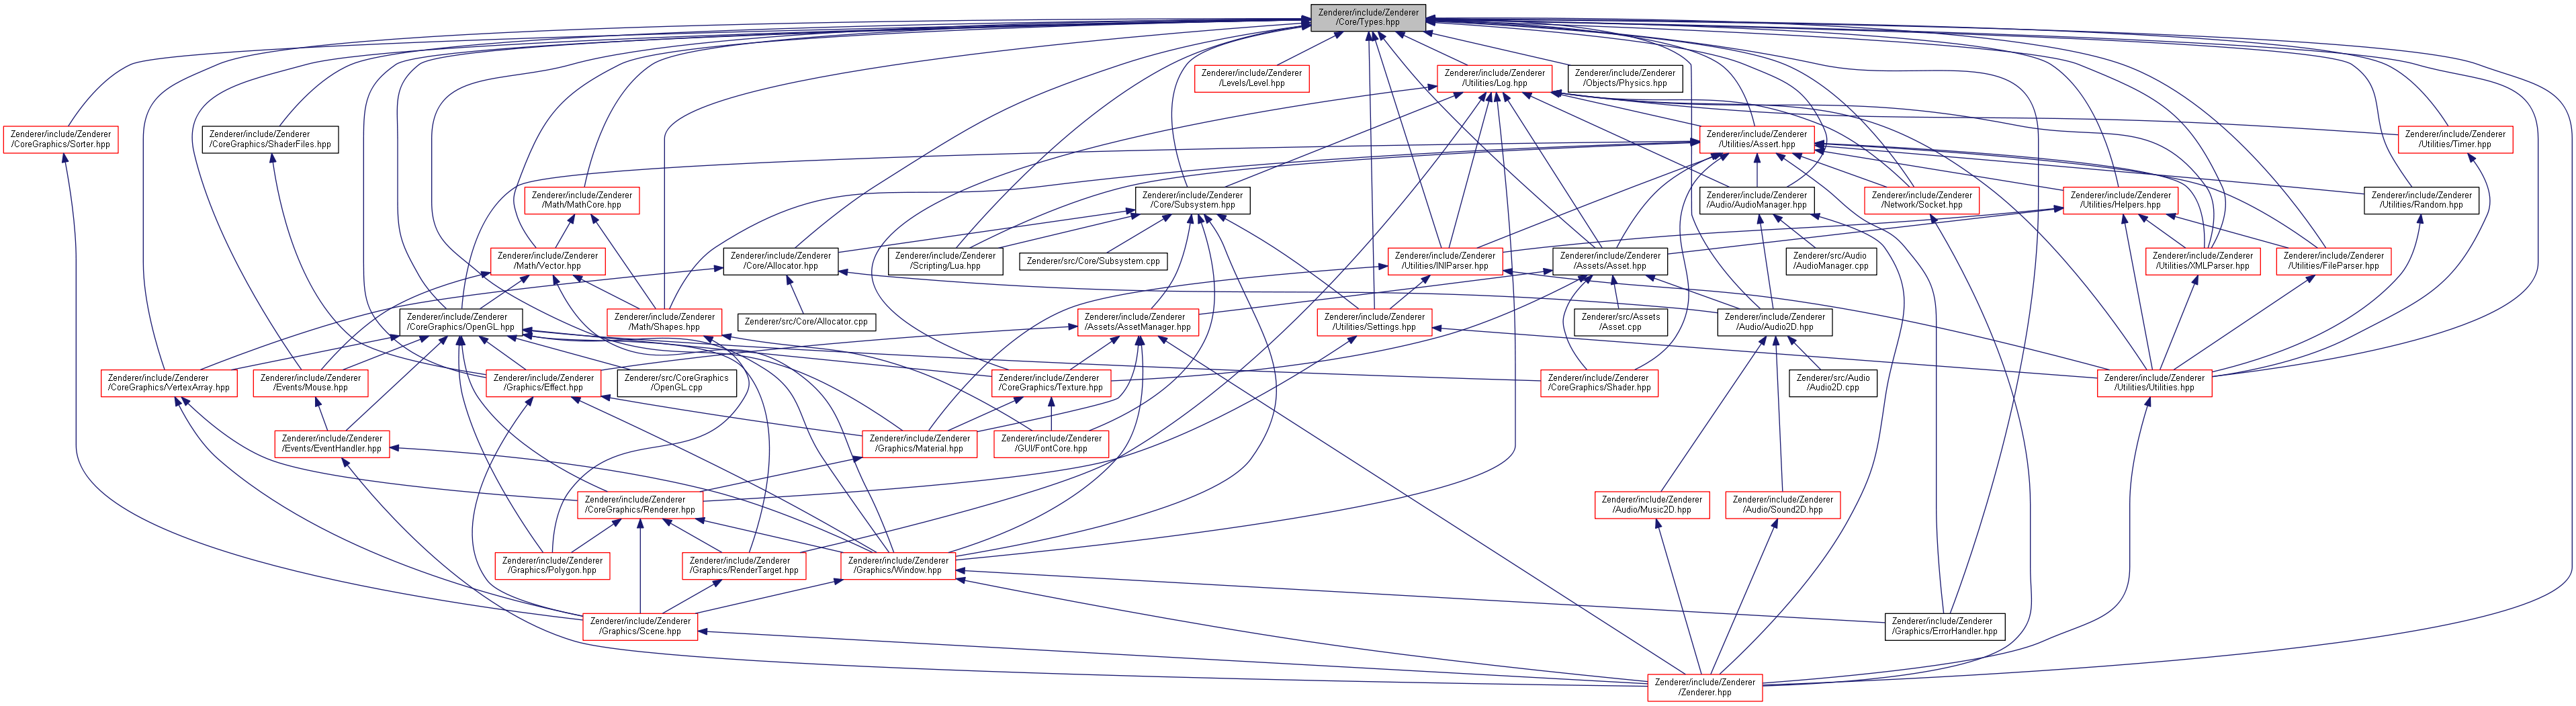 Zenderer/include/Zenderer
/Core/Types.hpp
Zenderer/include/Zenderer
/Levels/Level.hpp
Zenderer/include/Zenderer
/Utilities/Log.hpp
Zenderer/include/Zenderer
/Objects/Physics.hpp
Zenderer/include/Zenderer
/CoreGraphics/Sorter.hpp
Zenderer/include/Zenderer
/CoreGraphics/ShaderFiles.hpp
Zenderer/include/Zenderer
/Utilities/Assert.hpp
Zenderer/include/Zenderer
/Utilities/Timer.hpp
Zenderer/include/Zenderer
/Math/MathCore.hpp
Zenderer/include/Zenderer
/Core/Subsystem.hpp
Zenderer/include/Zenderer
/Audio/AudioManager.hpp
Zenderer/include/Zenderer
/Network/Socket.hpp
Zenderer/include/Zenderer
/Utilities/Helpers.hpp
Zenderer/include/Zenderer
/Utilities/Random.hpp
Zenderer/include/Zenderer
/Math/Vector.hpp
Zenderer/include/Zenderer
/Core/Allocator.hpp
Zenderer/include/Zenderer
/Scripting/Lua.hpp
Zenderer/src/Core/Subsystem.cpp
Zenderer/include/Zenderer
/Utilities/INIParser.hpp
Zenderer/include/Zenderer
/Assets/Asset.hpp
Zenderer/src/Audio
/AudioManager.cpp
Zenderer/include/Zenderer
/Utilities/XMLParser.hpp
Zenderer/include/Zenderer
/Utilities/FileParser.hpp
Zenderer/include/Zenderer
/CoreGraphics/OpenGL.hpp
Zenderer/include/Zenderer
/Math/Shapes.hpp
Zenderer/src/Core/Allocator.cpp
Zenderer/include/Zenderer
/Assets/AssetManager.hpp
Zenderer/include/Zenderer
/Utilities/Settings.hpp
Zenderer/src/Assets
/Asset.cpp
Zenderer/include/Zenderer
/Audio/Audio2D.hpp
Zenderer/include/Zenderer
/CoreGraphics/VertexArray.hpp
Zenderer/include/Zenderer
/Events/Mouse.hpp
Zenderer/include/Zenderer
/Graphics/Effect.hpp
Zenderer/src/CoreGraphics
/OpenGL.cpp
Zenderer/include/Zenderer
/CoreGraphics/Texture.hpp
Zenderer/include/Zenderer
/CoreGraphics/Shader.hpp
Zenderer/src/Audio
/Audio2D.cpp
Zenderer/include/Zenderer
/Utilities/Utilities.hpp
Zenderer/include/Zenderer
/Events/EventHandler.hpp
Zenderer/include/Zenderer
/Graphics/Material.hpp
Zenderer/include/Zenderer
/GUI/FontCore.hpp
Zenderer/include/Zenderer
/CoreGraphics/Renderer.hpp
Zenderer/include/Zenderer
/Audio/Music2D.hpp
Zenderer/include/Zenderer
/Audio/Sound2D.hpp
Zenderer/include/Zenderer
/Graphics/Polygon.hpp
Zenderer/include/Zenderer
/Graphics/RenderTarget.hpp
Zenderer/include/Zenderer
/Graphics/Window.hpp
Zenderer/include/Zenderer
/Graphics/Scene.hpp
Zenderer/include/Zenderer
/Graphics/ErrorHandler.hpp
Zenderer/include/Zenderer
/Zenderer.hpp